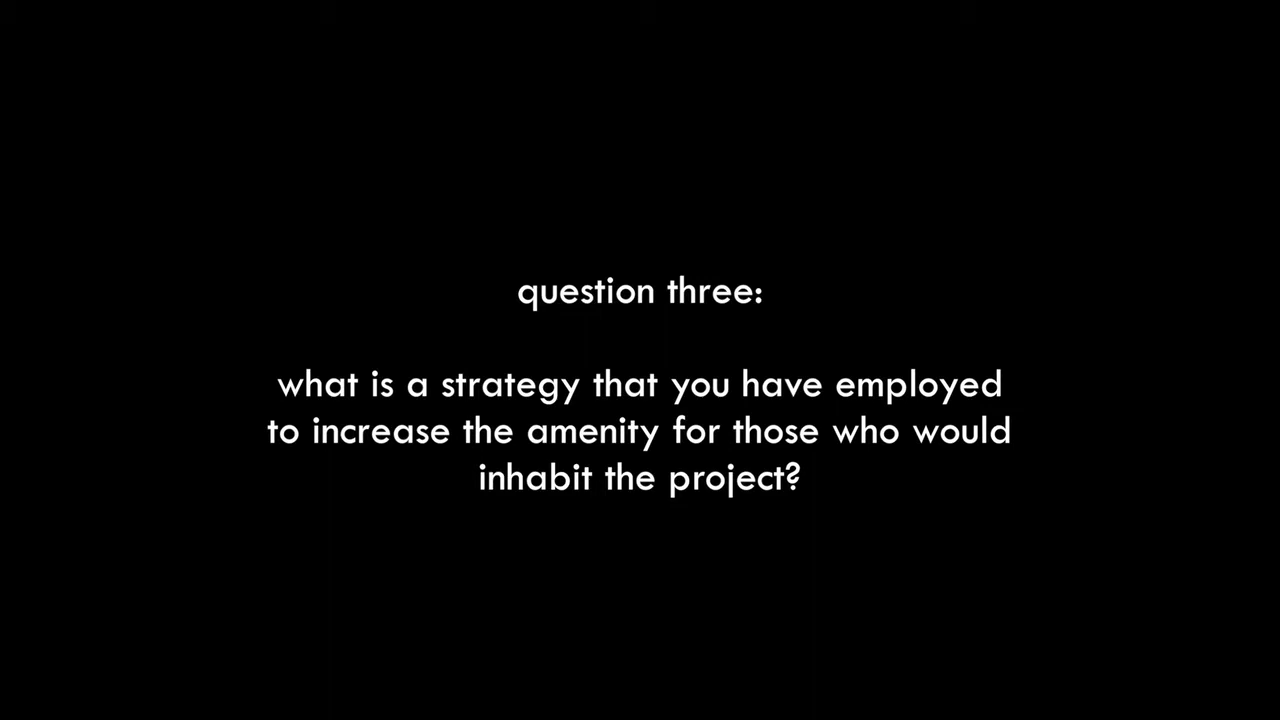 question three:
what is a strategy that you have employed
to increase the amenity for those who would
inhabit the project?